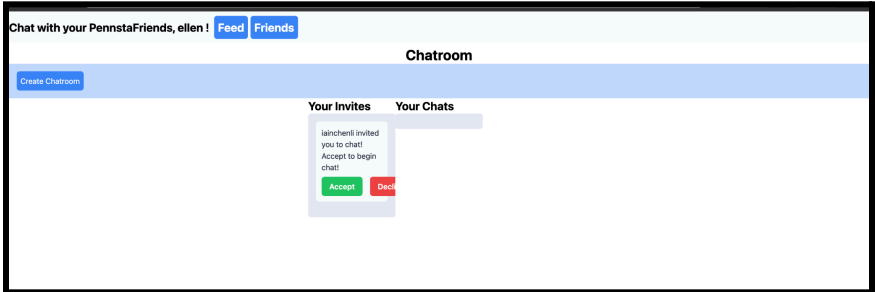 Chat with your PennstaFriends, ellen ! Feed Friends
Chatroom
Create Chatroom
Your Invites
Your Chats
iainchenli invited
you to chat!
Accept to begin
chat!
Accept
Decli